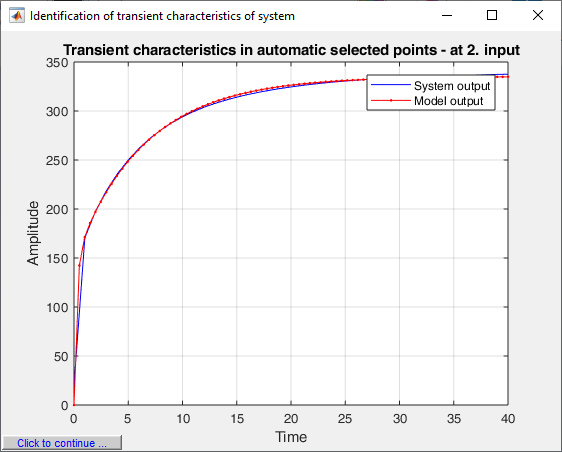 Identification of transient characteristics of system
Transient characteristics in automatic selected points - at 2. input
350
300
250
200
150
100
50
0
Amplitude
System output
Model output
0 5 10 15 20 25 30 35 40
Time
Click to continue ...